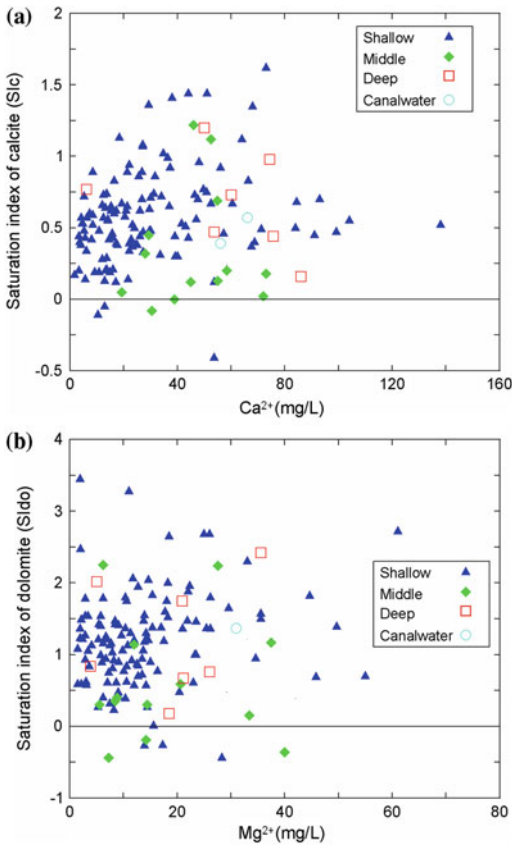 (a)
2
1.5
1
0.5
0
-0.5
Saturation index of calcite (SIc)
Shallow
Middle
Deep
Canalwater
0 40 80 120 160
Ca²⁺(mg/L)
(b)
4
3
2
1
0
-1
Saturation index of dolomite (SIdo)
Shallow
Middle
Deep
Canalwater
0 20 40 60 80
Mg²⁺(mg/L)